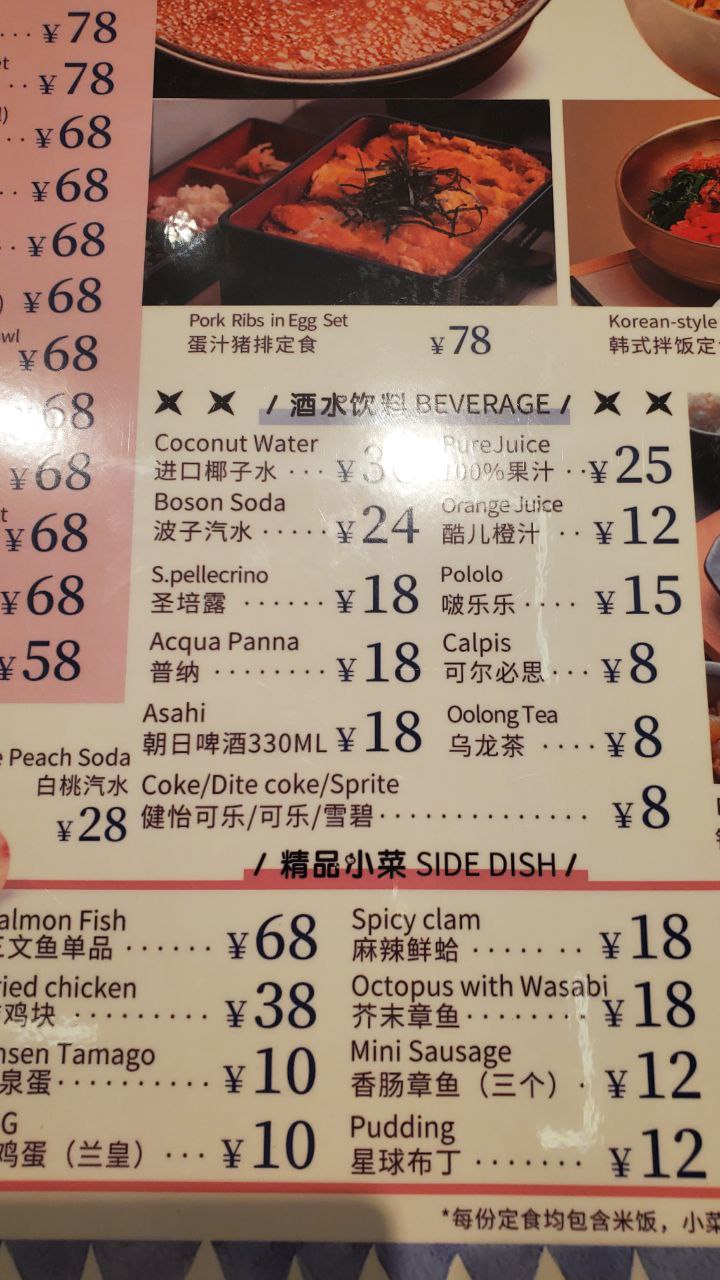 ¥78
¥78
¥68
¥68
¥68
¥68
¥68
68
¥68
¥68
¥68
¥58
Peach Soda
白桃汽水
¥28
Pork Ribs in Egg Set
蛋汁猪排定食 ¥78
Korean-style
韩式拌饭定
/ 酒水饮料 BEVERAGE /
Coconut Water
进口椰子水 ··· ¥
PureJuice
100%果汁 ··¥25
Boson Soda
波子汽水 ·····¥24
Orange Juice
酷儿橙汁 ·· ¥12
S.pellecrino
圣培露 ······ ¥18
Pololo
啵乐乐···· ¥15
Acqua Panna
普纳 ········ ¥18
Calpis
可尔必思··· ¥8
Asahi
朝日啤酒330ML ¥18
Oolong Tea
乌龙茶 ···· ¥8
Coke/Dite coke/Sprite
健怡可乐/可乐/雪碧·············· ¥8
/ 精品小菜 SIDE DISH /
almon Fish
三文鱼单品 ······ ¥68
Spicy clam
麻辣鲜蛤 ······· ¥18
ried chicken
鸡块 ········· ¥38
Octopus with Wasabi
芥末章鱼········ ¥18
nsen Tamago
泉蛋·········· ¥10
Mini Sausage
香肠章鱼（三个）· ¥12
G
鸡蛋（兰皇）··· ¥10
Pudding
星球布丁 ······· ¥12
*每份定食均包含米饭，小菜